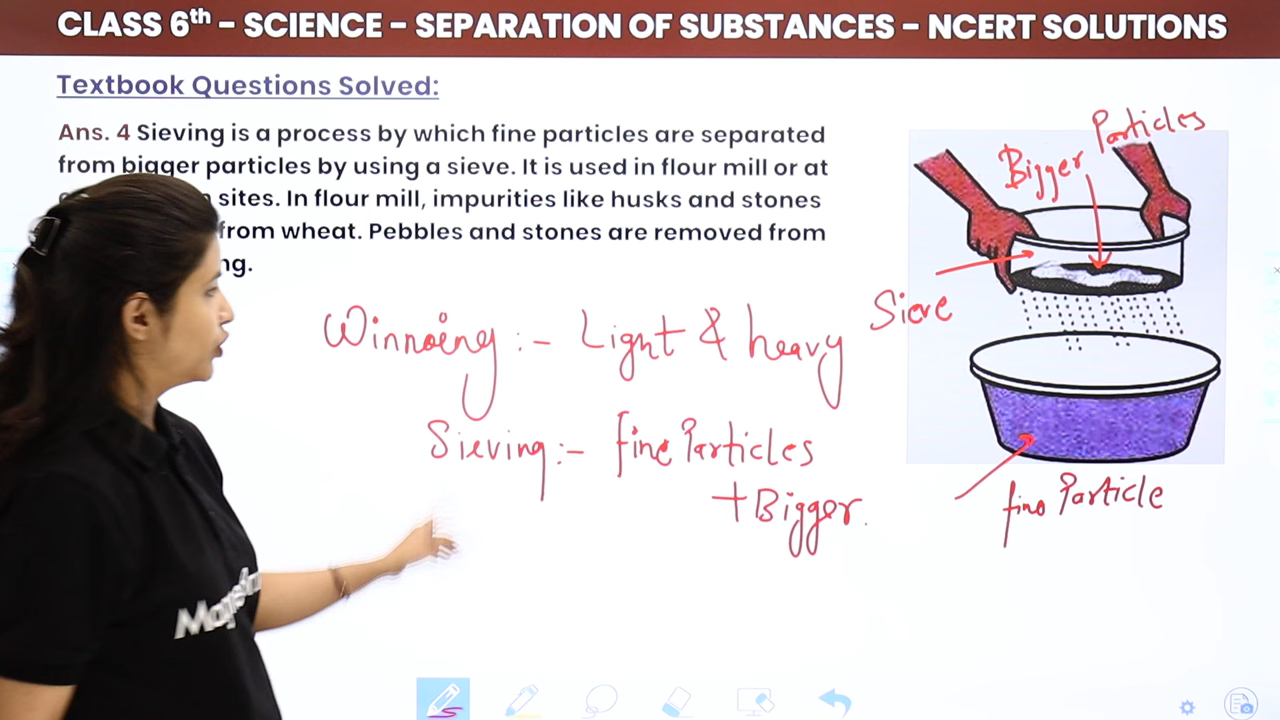 CLASS 6th – SCIENCE – SEPARATION OF SUBSTANCES – NCERT SOLUTIONS
Textbook Questions Solved:
Ans. 4 Sieving is a process by which fine particles are separated
from bigger particles by using a sieve. It is used in flour mill or at
sites. In flour mill, impurities like husks and stones
from wheat. Pebbles and stones are removed from
Bigger Particles
Sieve
Winnoing :- Light & heavy
Sieving :- fine Particles
+ Bigger.
fine Particle